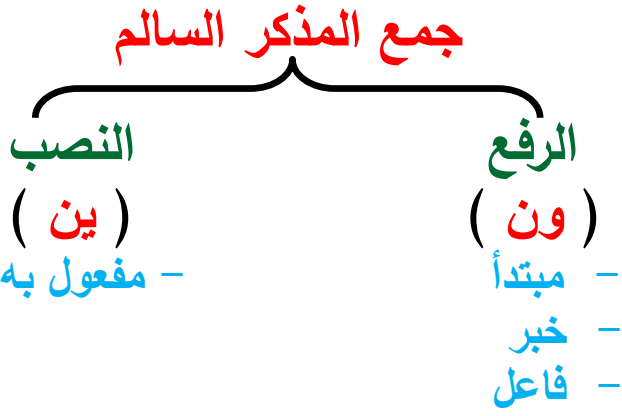 جمع المذكر السالم
الرفع
( ون )
- مبتدأ
- خبر
- فاعل
النصب
( ين )
- مفعول به